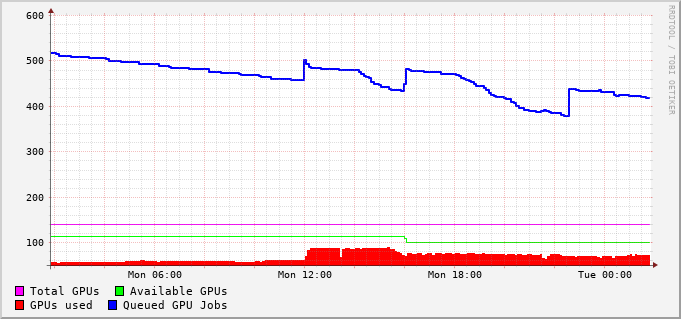 600
500
400
300
200
100
Mon 06:00 Mon 12:00 Mon 18:00 Tue 00:00
Total GPUs Available GPUs
GPUs used Queued GPU Jobs
RRDTOOL / TOBI OETIKER